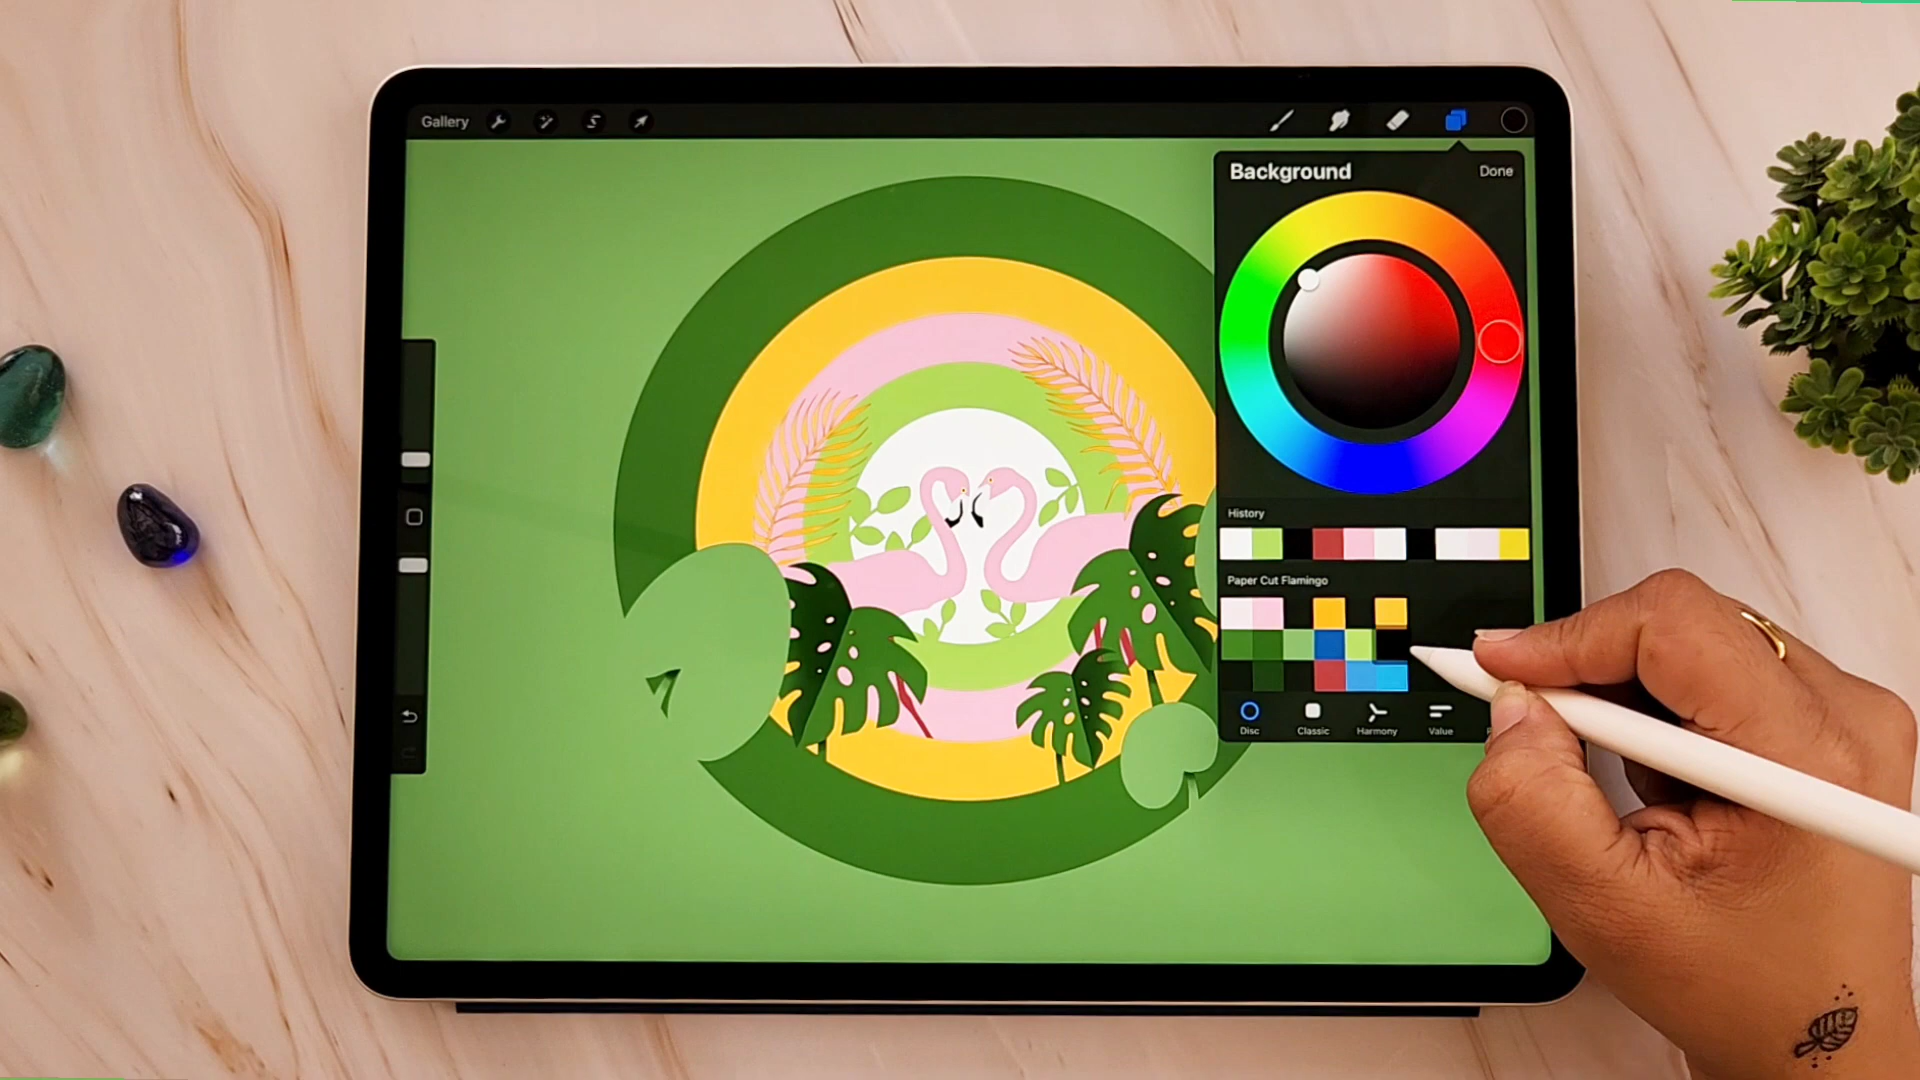 Gallery
Background
Done
History
Paper Cut Flamingo
Disc
Classic
Harmony
Value